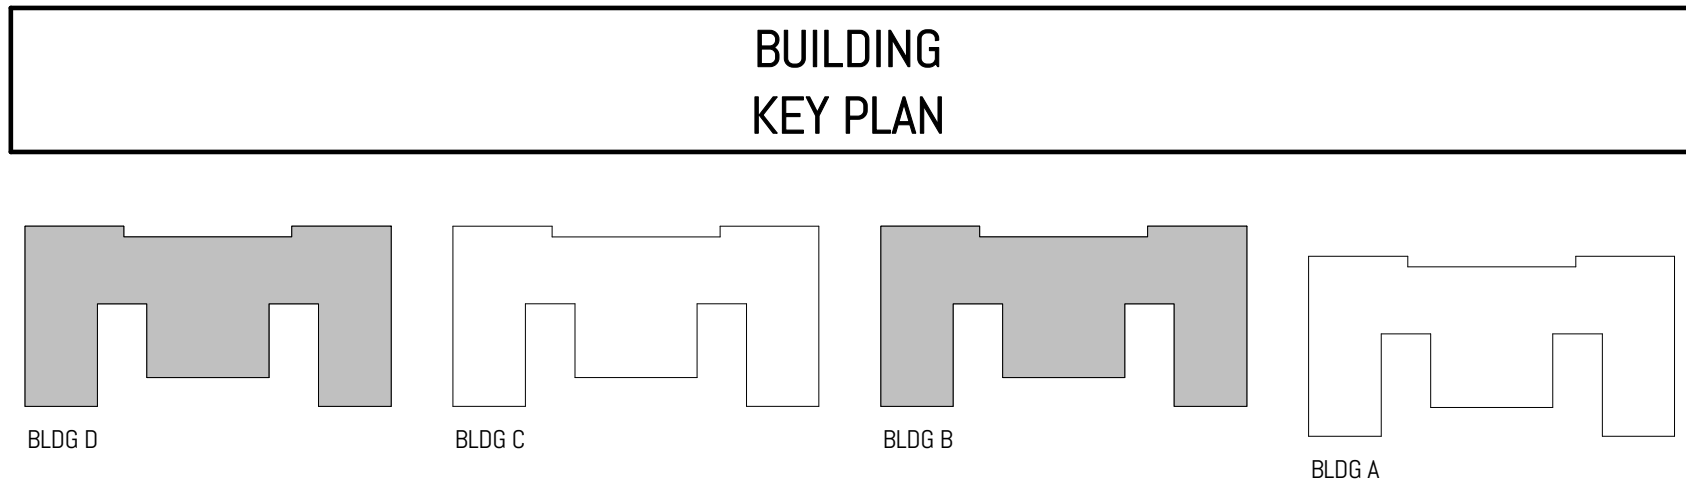 BUILDING
KEY PLAN
BLDG D
BLDG C
BLDG B
BLDG A